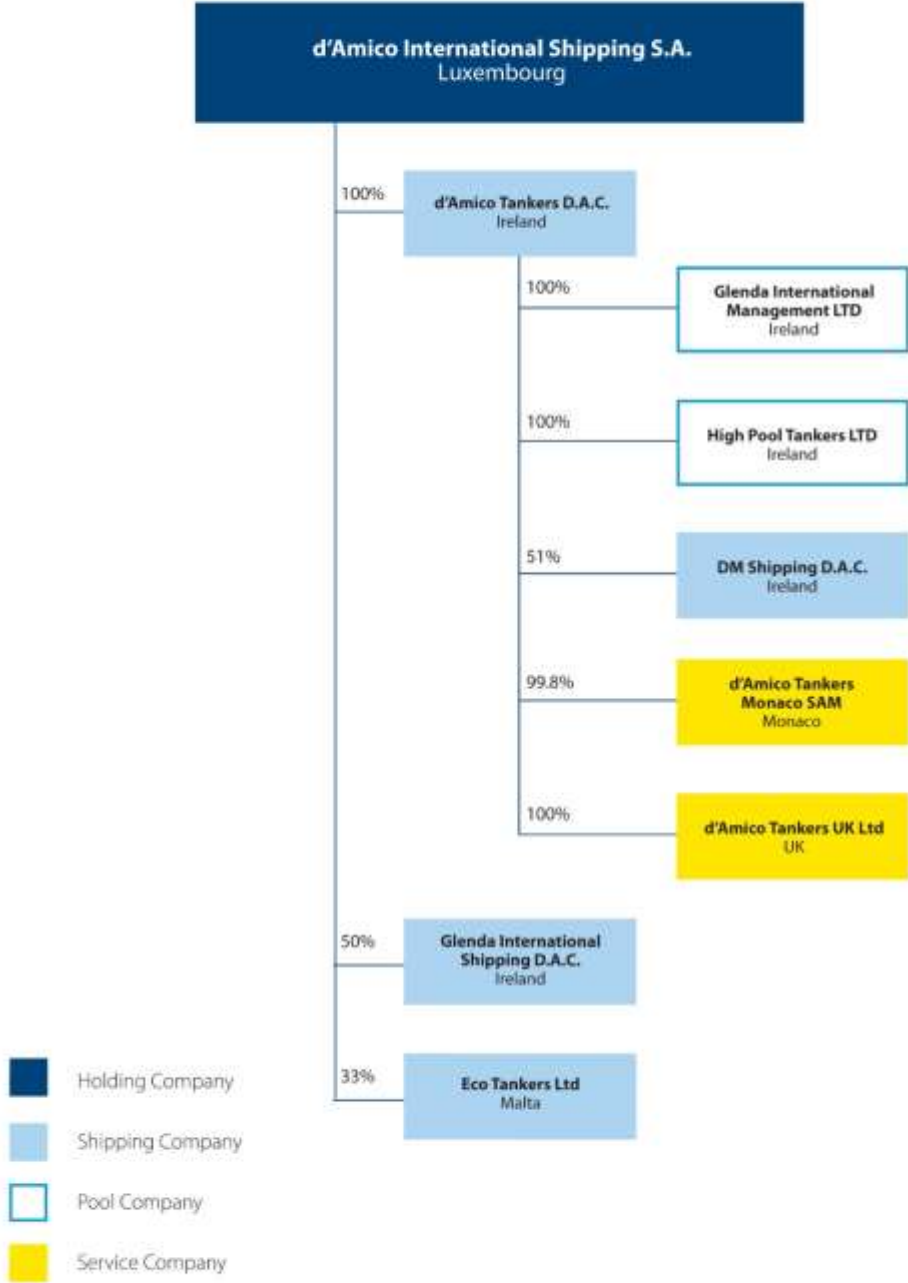 d'Amico International Shipping S.A.
Luxembourg
100%
d'Amico Tankers D.A.C.
Ireland
100%
Glenda International
Management LTD
Ireland
100%
High Pool Tankers LTD
Ireland
51%
DM Shipping D.A.C.
Ireland
99.8%
d'Amico Tankers
Monaco SAM
Monaco
100%
d'Amico Tankers UK Ltd
UK
50%
Glenda International
Shipping D.A.C.
Ireland
33%
Eco Tankers Ltd
Malta
Holding Company
Shipping Company
Pool Company
Service Company